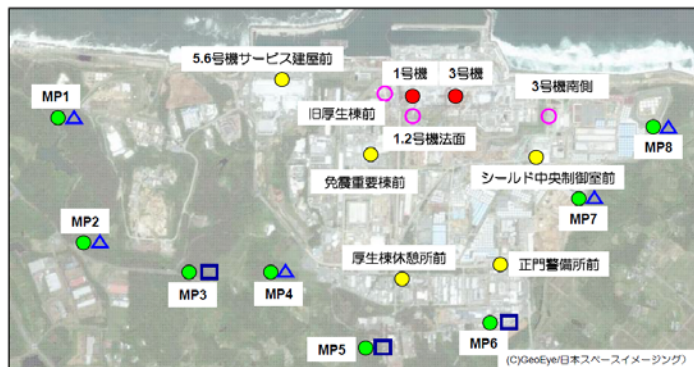 5.6号機サービス建屋前
1号機
3号機
3号機南側
MP1
旧厚生棟前
1.2号機法面
MP8
免震重要棟前
シールド中央制御室前
MP7
MP2
厚生棟休憩所前
正門警備所前
MP3
MP4
MP6
MP5
(C)GeoEye/日本スペースイメージング)